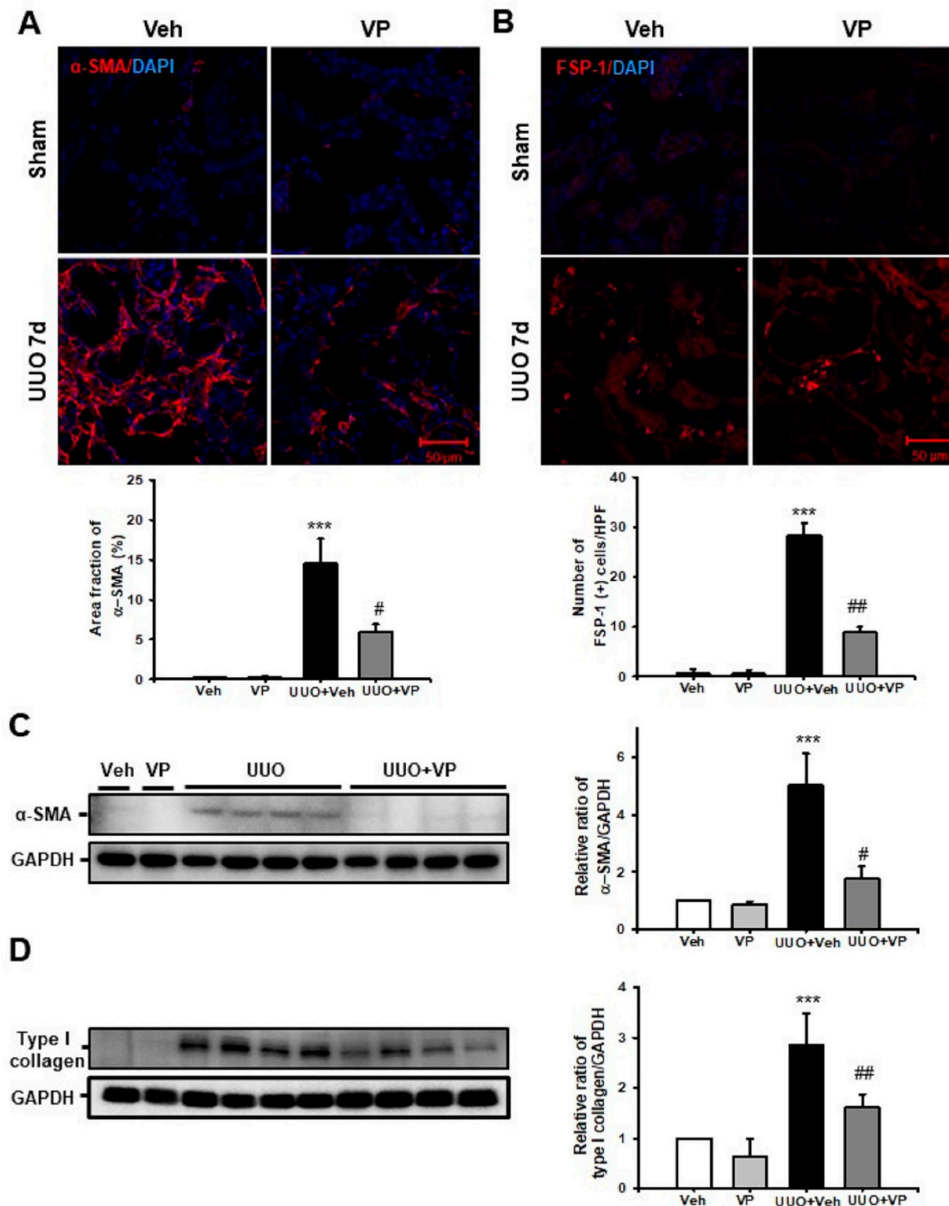 A
Veh
VP
α-SMA/DAPI
Sham
UUO 7d
50 μm
Area fraction of
α–SMA (%)
25
20
15
10
5
0
***
#
Veh
VP
UUO+Veh
UUO+VP
B
Veh
VP
FSP-1/DAPI
Sham
UUO 7d
50 μm
Number of
FSP-1 (+) cells/HPF
40
30
20
10
0
***
##
Veh
VP
UUO+Veh
UUO+VP
C
Veh
VP
UUO
UUO+VP
α-SMA
GAPDH
Relative ratio of
α–SMA/GAPDH
6
4
2
0
***
#
Veh
VP
UUO+Veh
UUO+VP
D
Type I
collagen
GAPDH
Relative ratio of
type I collagen/GAPDH
4
3
2
1
0
***
##
Veh
VP
UUO+Veh
UUO+VP